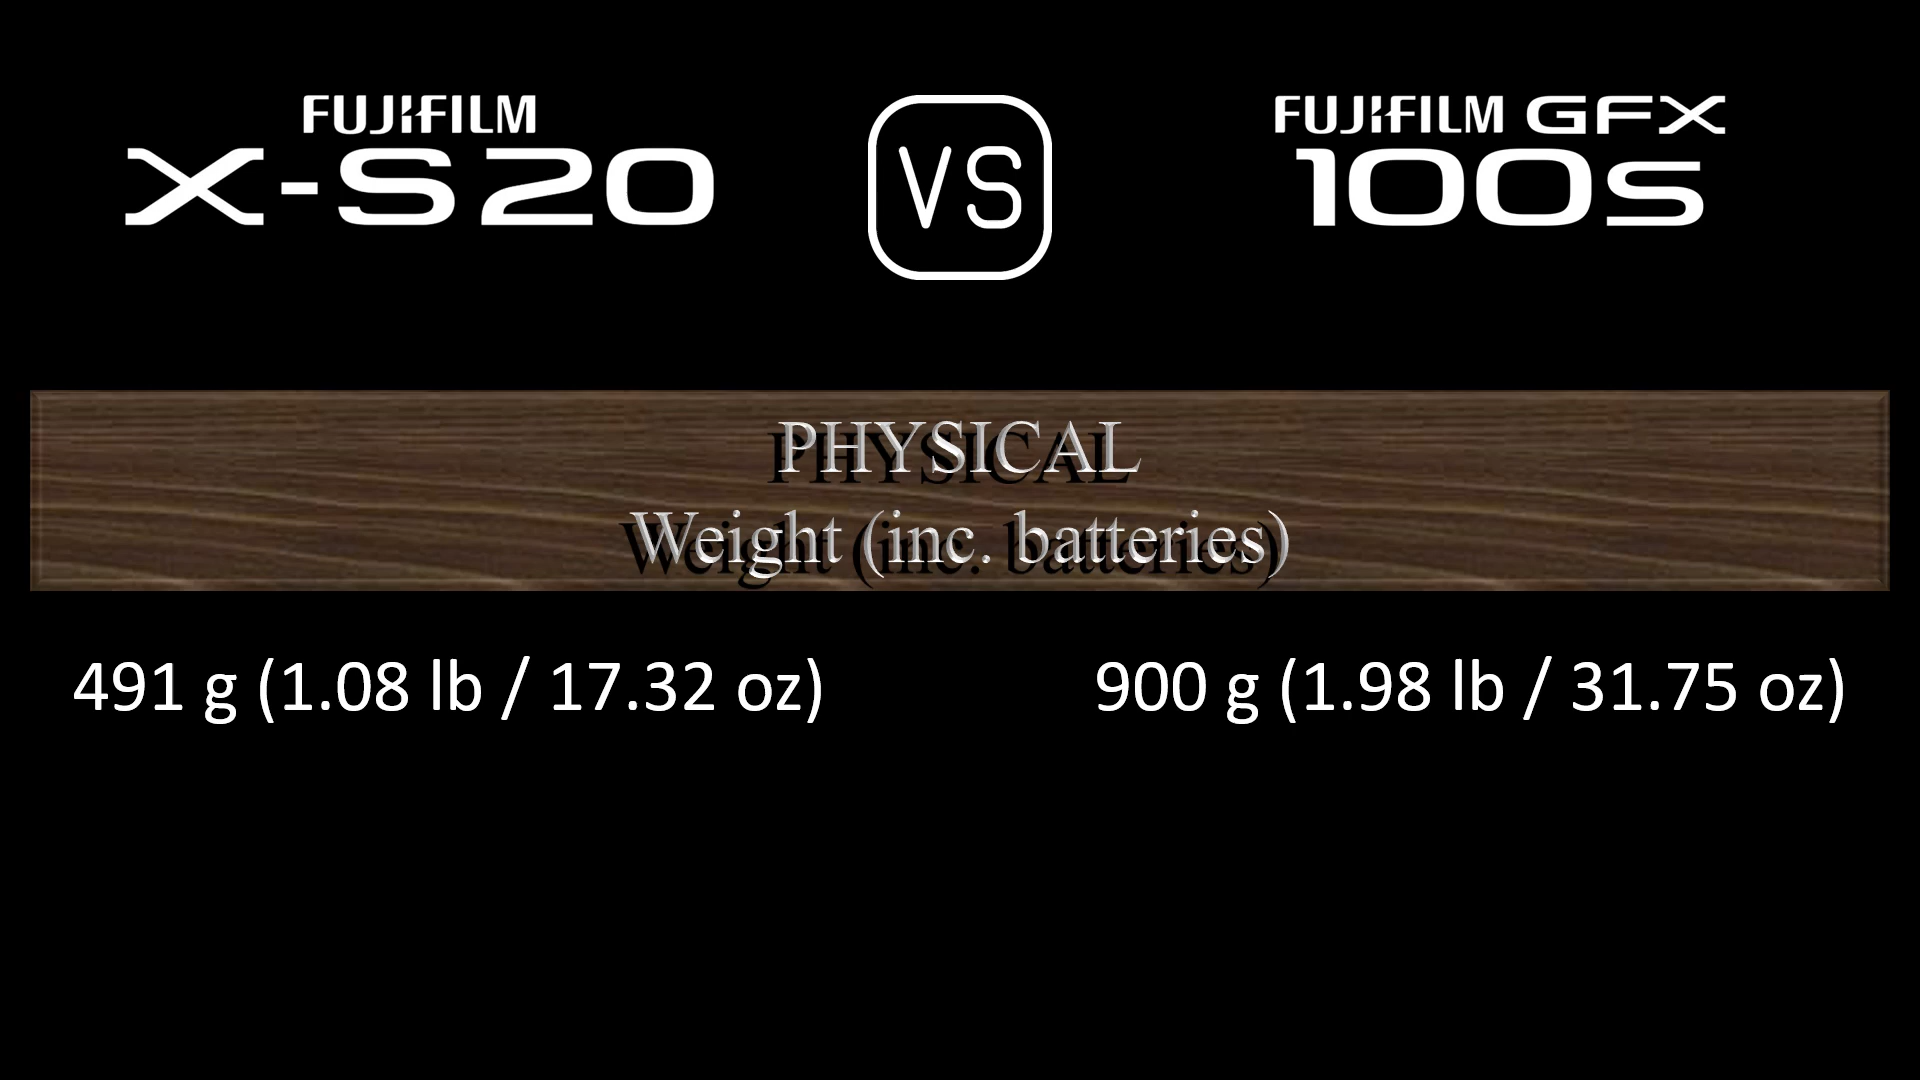 FUJIFILM
X-S20
VS
FUJIFILM GFX
100S
PHYSICAL
Weight (inc. batteries)
491 g (1.08 lb / 17.32 oz)
900 g (1.98 lb / 31.75 oz)